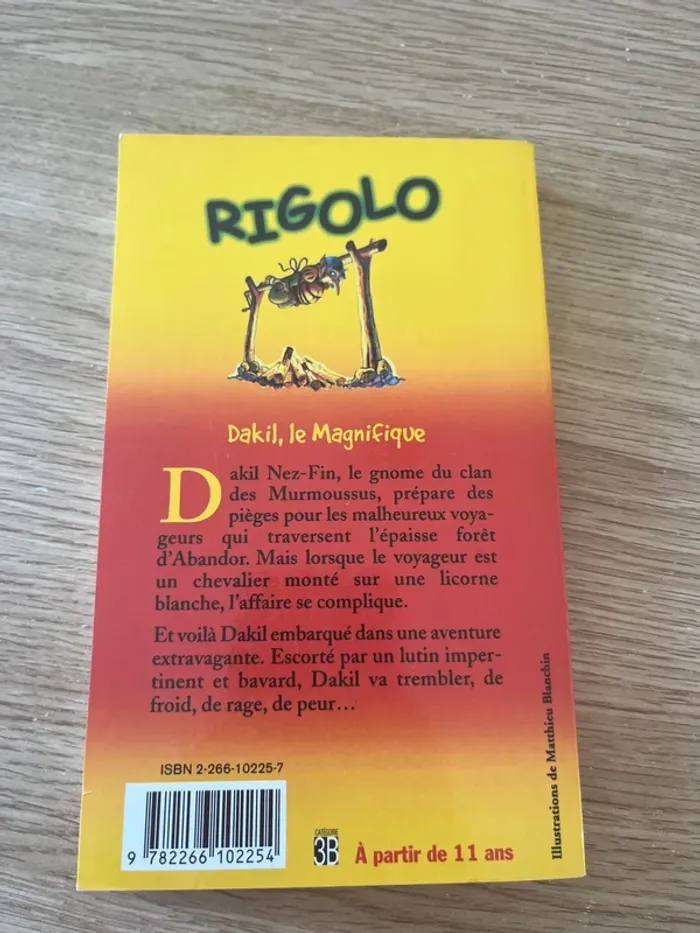 RIGOLO
Dakil, le Magnifique
Dakil Nez-Fin, le gnome du clan
des Murmoussus, prépare des
pièges pour les malheureux voya-
geurs qui traversent l'épaisse forêt
d'Abandor. Mais lorsque le voyageur est
un chevalier monté sur une licorne
blanche, l'affaire se complique.
Et voilà Dakil embarqué dans une aventure
extravagante. Escorté par un lutin imper-
tinent et bavard, Dakil va trembler, de
froid, de rage, de peur…
Illustrations de Matthieu Blanchin
ISBN 2-266-10225-7
9 782266 102254
CATÉGORIE
3B
À partir de 11 ans